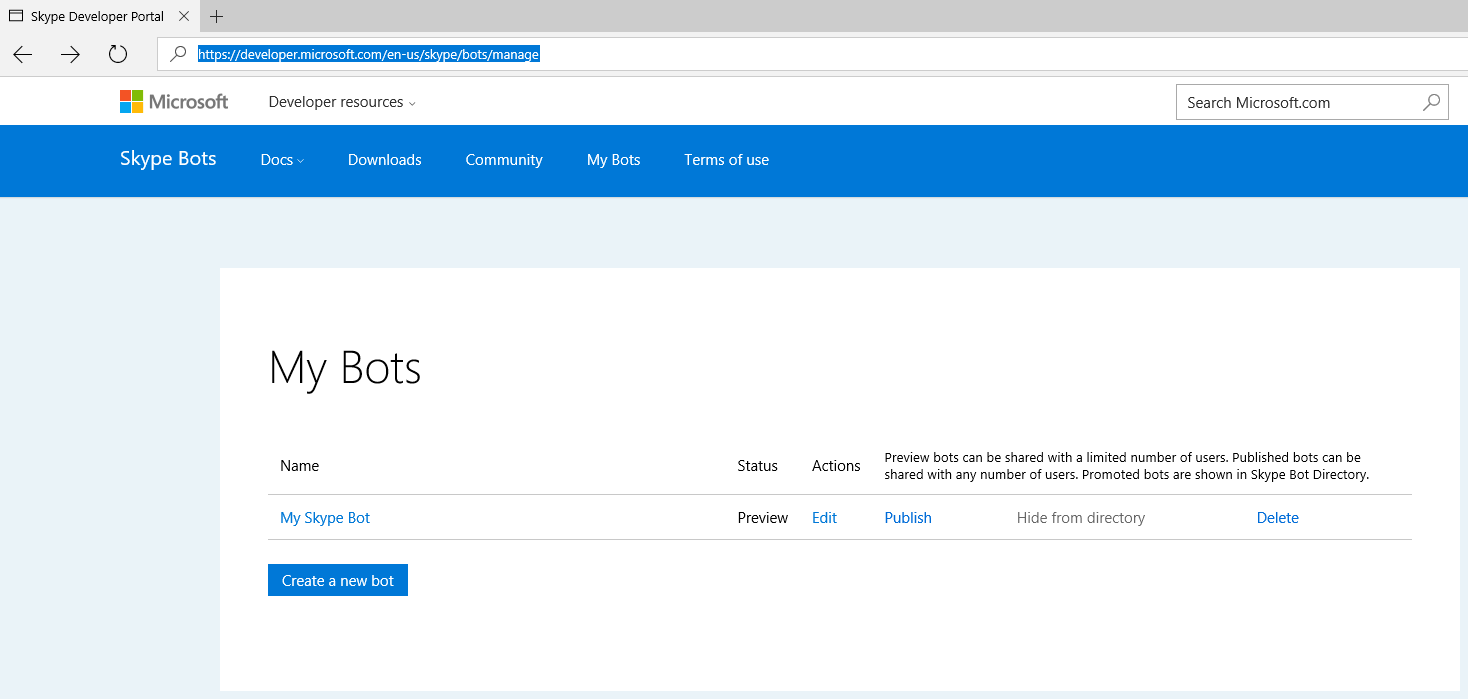 Skype Developer Portal
https://developer.microsoft.com/en-us/skype/bots/manage
Microsoft Developer resources Search Microsoft.com
Skype Bots Docs Downloads Community My Bots Terms of use
My Bots
Name Status Actions Preview bots can be shared with a limited number of users. Published bots can be
shared with any number of users. Promoted bots are shown in Skype Bot Directory.
My Skype Bot Preview Edit Publish Hide from directory Delete
Create a new bot